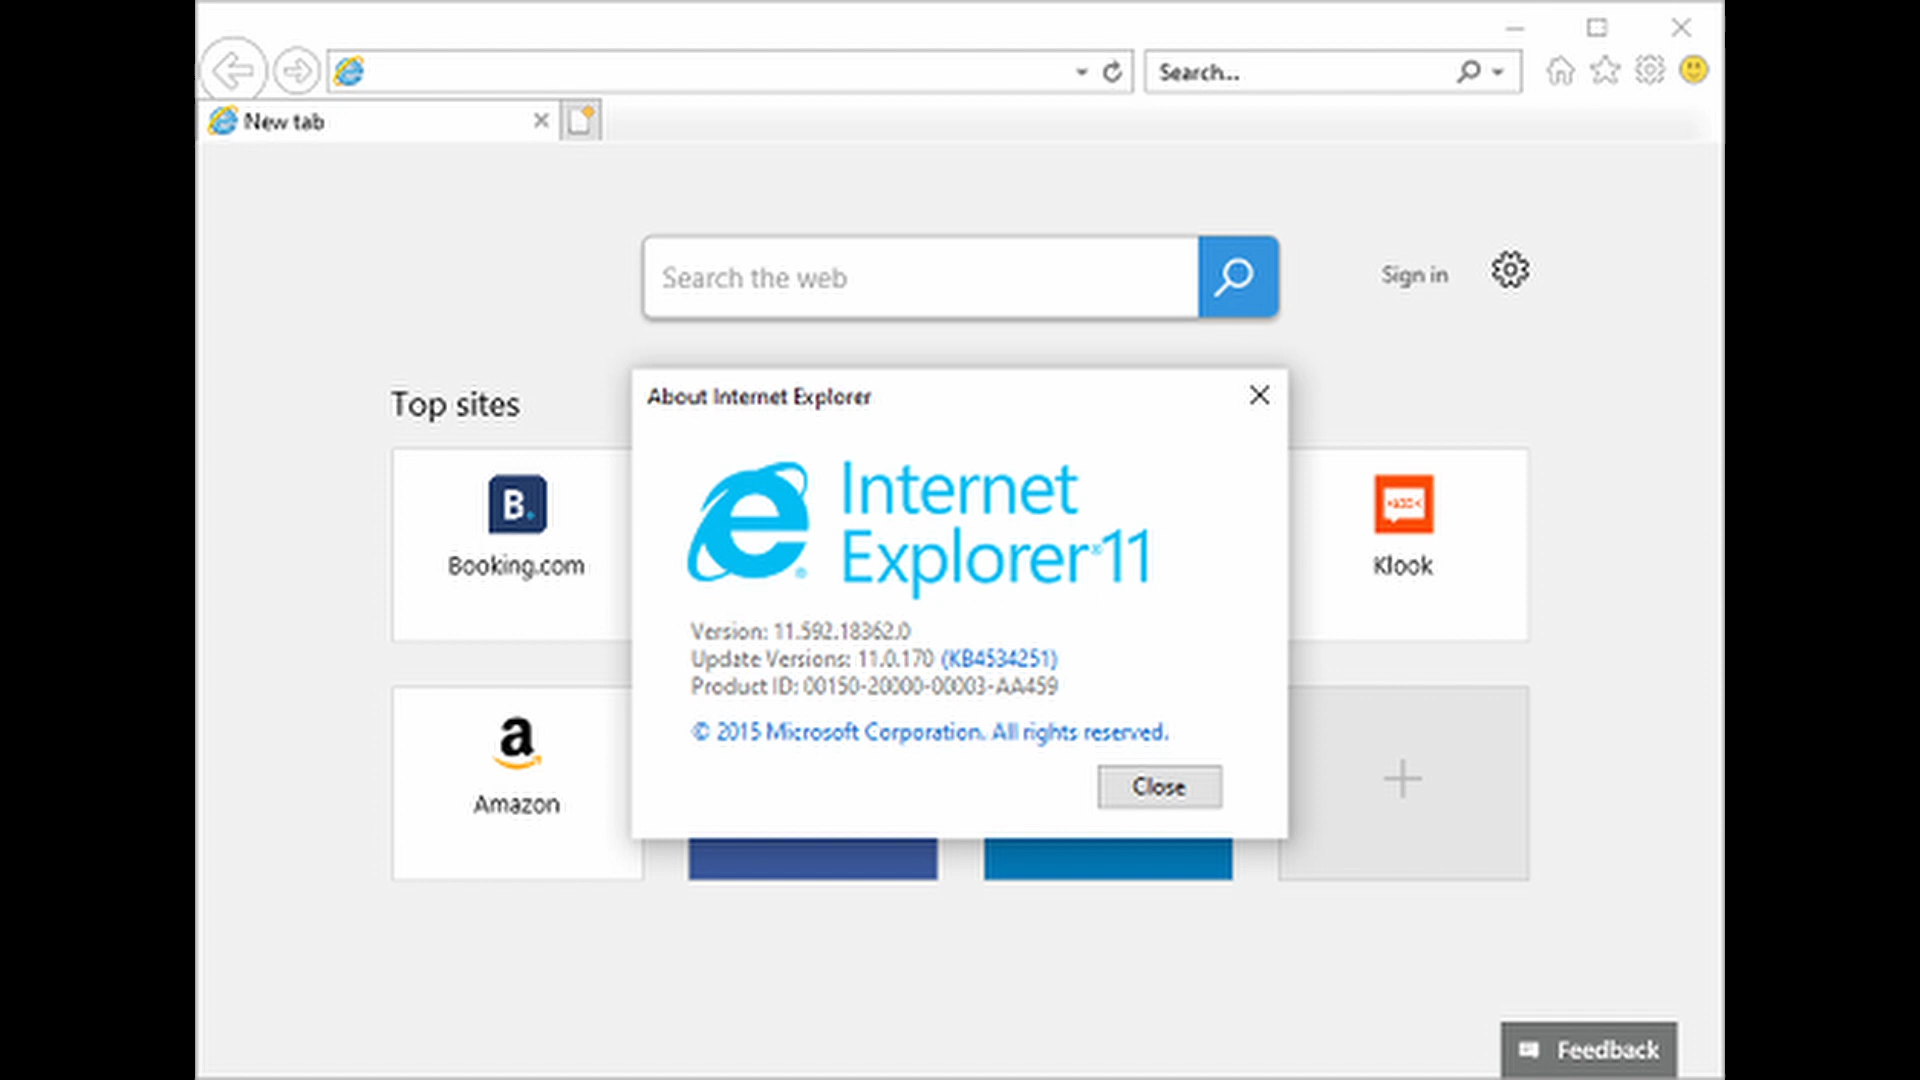 Search...
New tab
Search the web
Sign in
Top sites
About Internet Explorer
Internet
Explorer 11
B.
Booking.com
Klook
Version: 11.592.18362.0
Update Versions: 11.0.170 (KB4534251)
Product ID: 00150-20000-00003-AA459
© 2015 Microsoft Corporation. All rights reserved.
a
Amazon
Close
Feedback